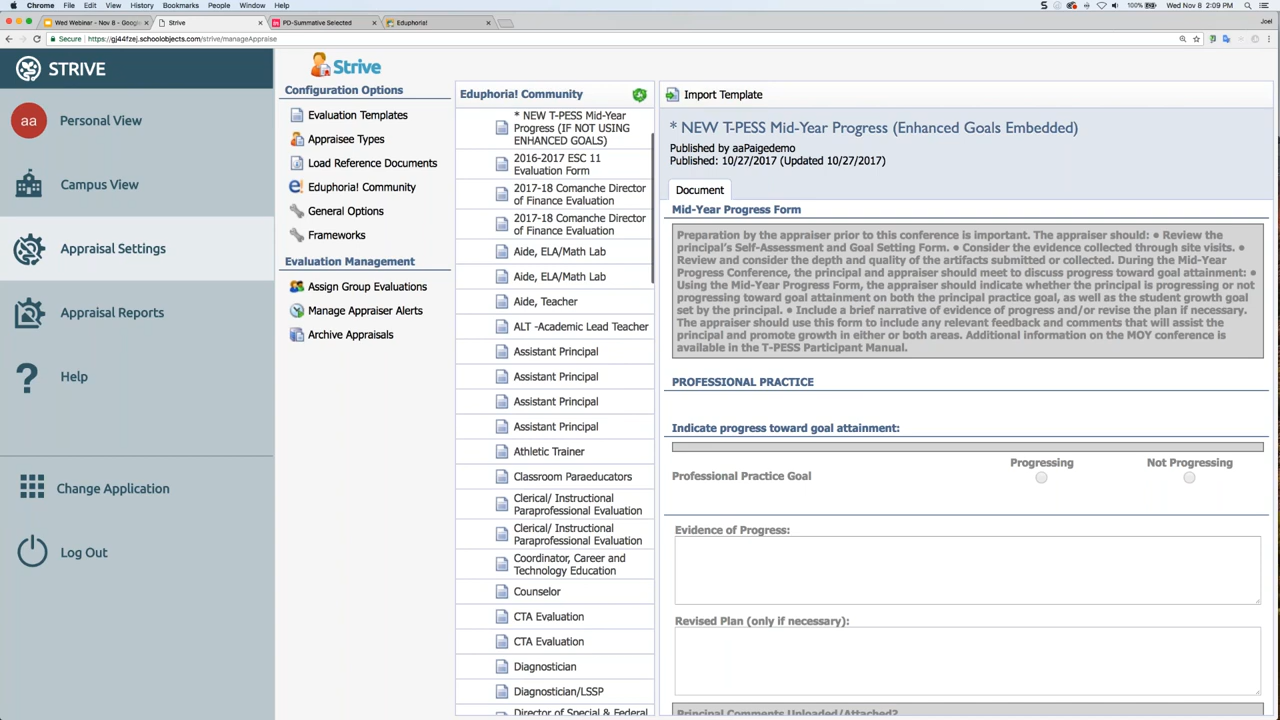 Chrome File Edit View History Bookmarks People Window Help 100% Wed Nov 8 2:09 PM
Wed Webinar - Nov 8 - Google Strive PD-Summative Selected Eduphoria! Joel
Secure https://gj44fzej.schoolobjects.com/strive/manageAppraise
STRIVE
aa Personal View
Campus View
Appraisal Settings
Appraisal Reports
? Help
Change Application
Log Out
Strive
Configuration Options
Evaluation Templates
Appraisee Types
Load Reference Documents
Eduphoria! Community
General Options
Frameworks
Evaluation Management
Assign Group Evaluations
Manage Appraiser Alerts
Archive Appraisals
Eduphoria! Community
* NEW T-PESS Mid-Year
Progress (IF NOT USING
ENHANCED GOALS)
2016-2017 ESC 11
Evaluation Form
2017-18 Comanche Director
of Finance Evaluation
2017-18 Comanche Director
of Finance Evaluation
Aide, ELA/Math Lab
Aide, ELA/Math Lab
Aide, Teacher
ALT -Academic Lead Teacher
Assistant Principal
Assistant Principal
Assistant Principal
Assistant Principal
Athletic Trainer
Classroom Paraeducators
Clerical/ Instructional
Paraprofessional Evaluation
Clerical/ Instructional
Paraprofessional Evaluation
Coordinator, Career and
Technology Education
Counselor
CTA Evaluation
CTA Evaluation
Diagnostician
Diagnostician/LSSP
Director of Special & Federal
Import Template
* NEW T-PESS Mid-Year Progress (Enhanced Goals Embedded)
Published by aaPaigedemo
Published: 10/27/2017 (Updated 10/27/2017)
Document
Mid-Year Progress Form
Preparation by the appraiser prior to this conference is important. The appraiser should: ● Review the
principal's Self-Assessment and Goal Setting Form. ● Consider the evidence collected through site visits. ●
Review and consider the depth and quality of the artifacts submitted or collected. During the Mid-Year
Progress Conference, the principal and appraiser should meet to discuss progress toward goal attainment: ●
Using the Mid-Year Progress Form, the appraiser should indicate whether the principal is progressing or not
progressing toward goal attainment on both the principal practice goal, as well as the student growth goal
set by the principal. ● Include a brief narrative of evidence of progress and/or revise the plan if necessary.
The appraiser should use this form to include any relevant feedback and comments that will assist the
principal and promote growth in either or both areas. Additional information on the MOY conference is
available in the T-PESS Participant Manual.
PROFESSIONAL PRACTICE
Indicate progress toward goal attainment:
Progressing Not Progressing
Professional Practice Goal
Evidence of Progress:
Revised Plan (only if necessary):
Principal Comments Uploaded/Attached?